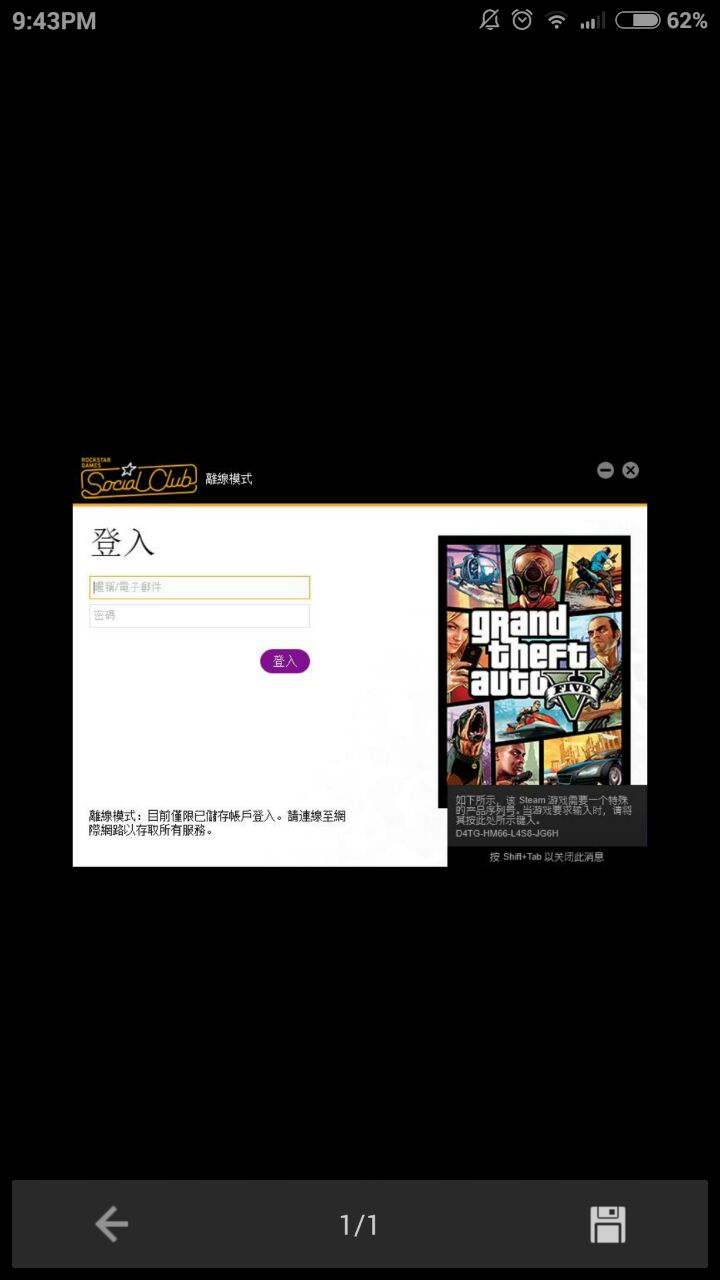 9:43PM
62%
ROCKSTAR
GAMES
Social Club
離線模式
登入
暱稱/電子郵件
密碼
登入
grand
theft
auto
FIVE
離線模式：目前僅限已儲存帳戶登入。請連線至網
際網路以存取所有服務。
如下所示，该 Steam 游戏需要一个特殊
的产品序列号。当游戏要求输入时，请将
其按此处所示键入。
D4TG-HM66-L4S8-JG6H
按 Shift+Tab 以关闭此消息
1/1